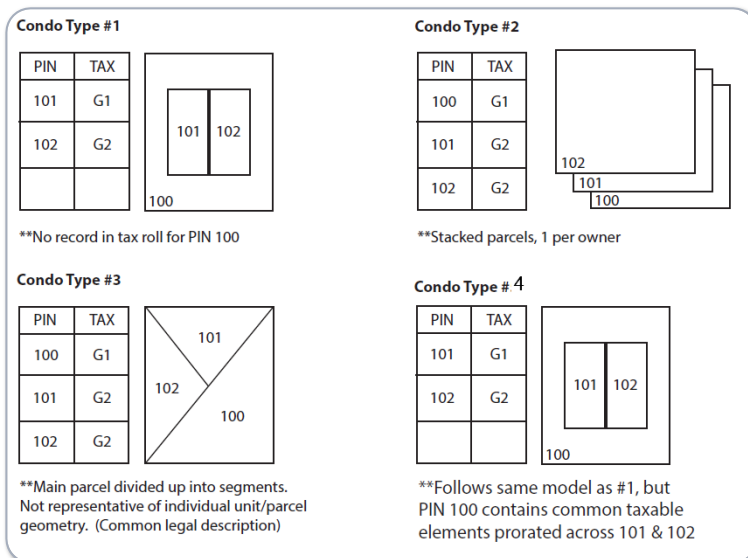 Condo Type #1
PIN TAX
101 G1
102 G2
101 102
100
**No record in tax roll for PIN 100
Condo Type #2
PIN TAX
100 G1
101 G2
102 G2
102
101
100
**Stacked parcels, 1 per owner
Condo Type #3
PIN TAX
100 G1
101 G2
102 G2
101
102
100
**Main parcel divided up into segments.
Not representative of individual unit/parcel
geometry. (Common legal description)
Condo Type # 4
PIN TAX
101 G1
102 G2
101 102
100
**Follows same model as #1, but
PIN 100 contains common taxable
elements prorated across 101 & 102